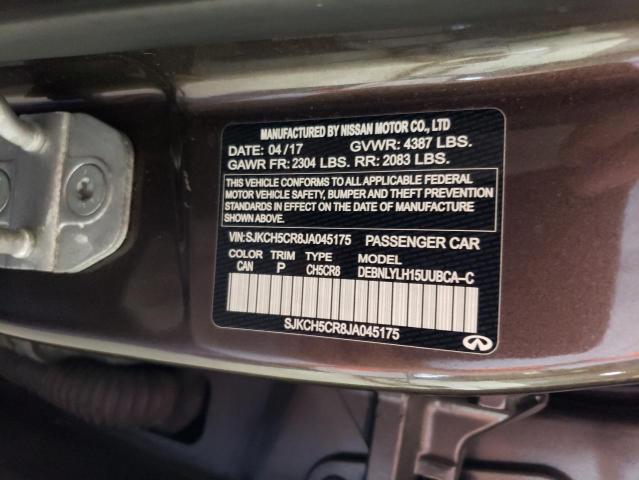 MANUFACTURED BY NISSAN MOTOR CO., LTD
DATE: 04/17 GVWR: 4387 LBS.
GAWR FR: 2304 LBS. RR: 2083 LBS.
THIS VEHICLE CONFORMS TO ALL APPLICABLE FEDERAL
MOTOR VEHICLE SAFETY, BUMPER AND THEFT PREVENTION
STANDARDS IN EFFECT ON THE DATE OF MANUFACTURE
SHOWN ABOVE.
VIN: SJKCH5CR8JA045175 PASSENGER CAR
COLOR TRIM TYPE MODEL
CAN P CH5CR8 DEBNLYLH15UUBCA-C
SJKCH5CR8JA045175